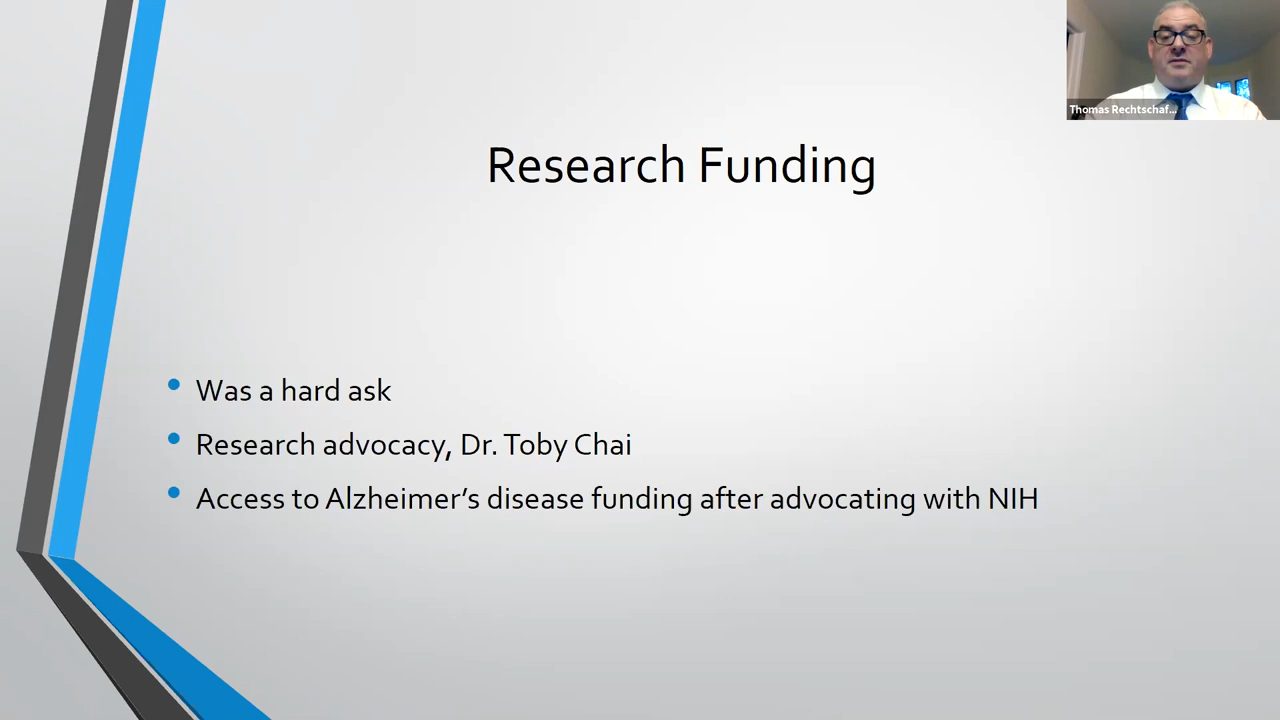 Thomas Rechtschaf...
Research Funding
• Was a hard ask
• Research advocacy, Dr. Toby Chai
• Access to Alzheimer’s disease funding after advocating with NIH